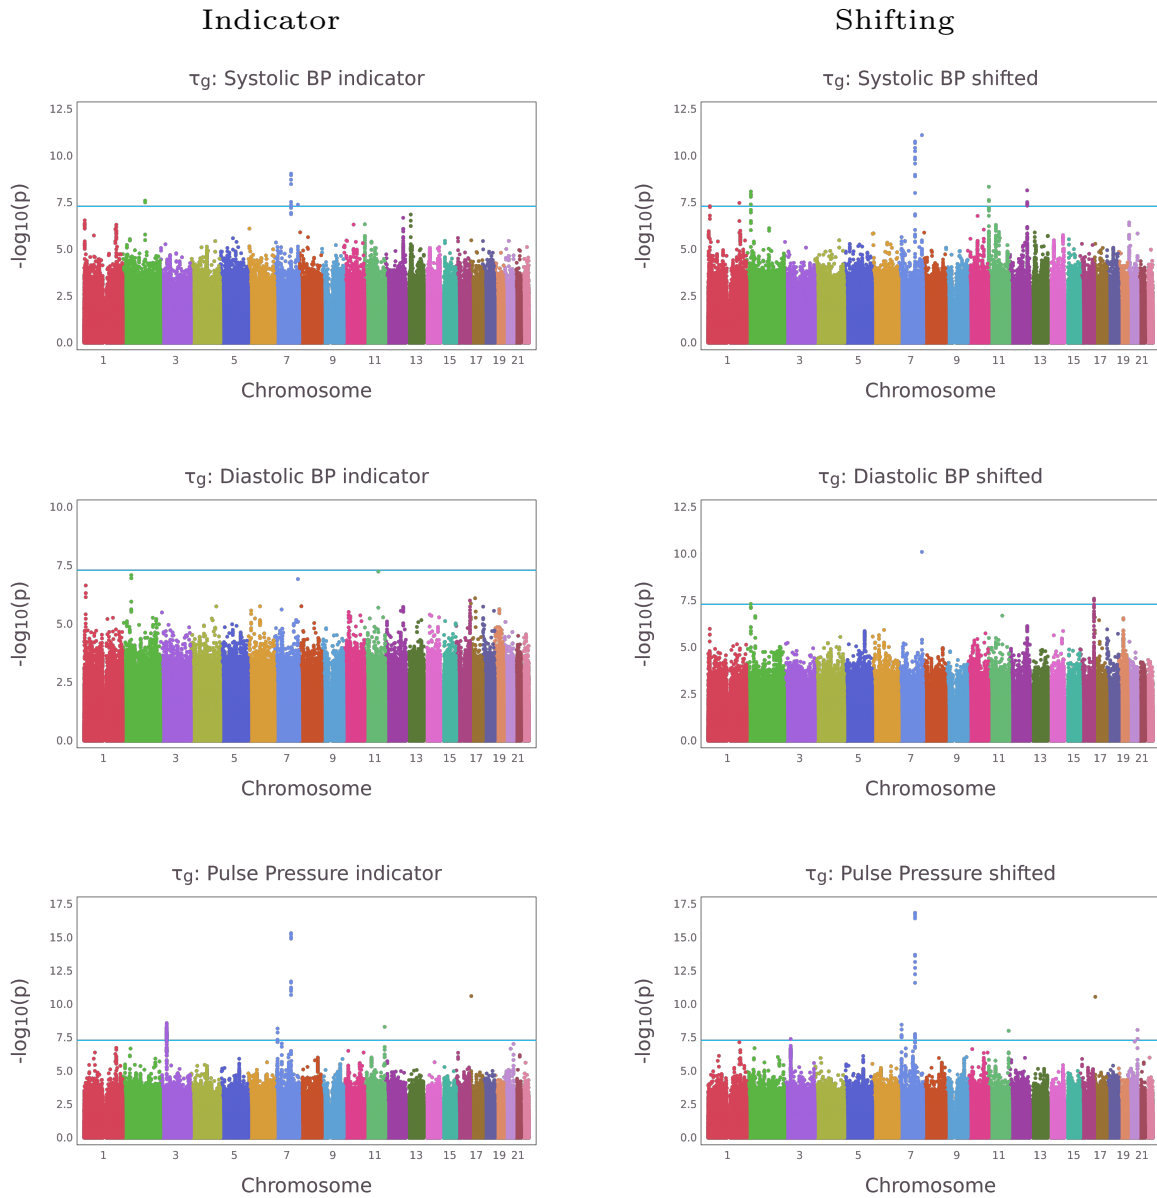 Indicator
Shifting
τg: Systolic BP indicator
12.5
10.0
7.5
5.0
2.5
0.0
-log10(p)
1 3 5 7 9 11 13 15 17 19 21
Chromosome
τg: Systolic BP shifted
12.5
10.0
7.5
5.0
2.5
0.0
-log10(p)
1 3 5 7 9 11 13 15 17 19 21
Chromosome
τg: Diastolic BP indicator
10.0
7.5
5.0
2.5
0.0
-log10(p)
1 3 5 7 9 11 13 15 17 19 21
Chromosome
τg: Diastolic BP shifted
12.5
10.0
7.5
5.0
2.5
0.0
-log10(p)
1 3 5 7 9 11 13 15 17 19 21
Chromosome
τg: Pulse Pressure indicator
17.5
15.0
12.5
10.0
7.5
5.0
2.5
0.0
-log10(p)
1 3 5 7 9 11 13 15 17 19 21
Chromosome
τg: Pulse Pressure shifted
17.5
15.0
12.5
10.0
7.5
5.0
2.5
0.0
-log10(p)
1 3 5 7 9 11 13 15 17 19 21
Chromosome